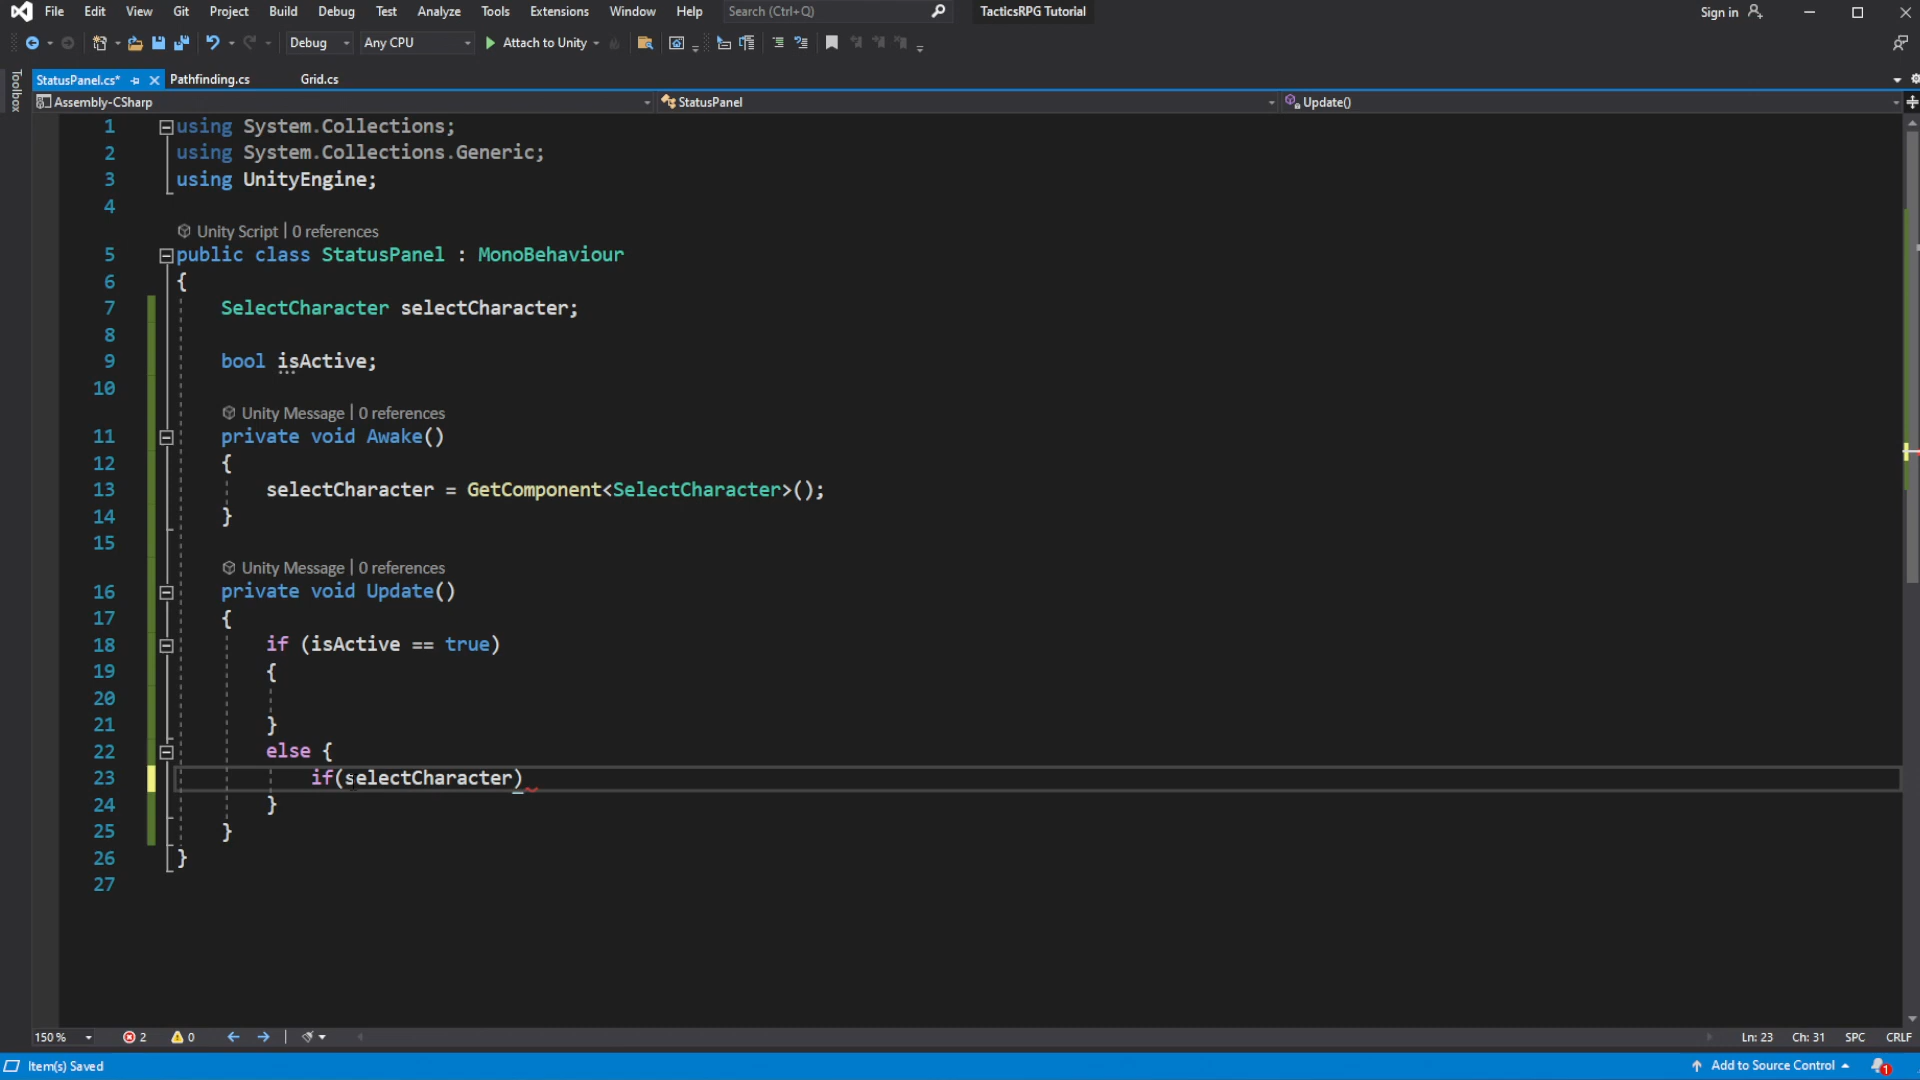 File Edit View Git Project Build Debug Test Analyze Tools Extensions Window Help Search (Ctrl+Q) TacticsRPG Tutorial Sign in
Debug Any CPU Attach to Unity
Toolbox
StatusPanel.cs* Pathfinding.cs Grid.cs
Assembly-CSharp StatusPanel Update()
1 using System.Collections;
2 using System.Collections.Generic;
3 using UnityEngine;
4
Unity Script | 0 references
5 public class StatusPanel : MonoBehaviour
6 {
7 SelectCharacter selectCharacter;
8
9 bool isActive;
10
Unity Message | 0 references
11 private void Awake()
12 {
13 selectCharacter = GetComponent<SelectCharacter>();
14 }
15
Unity Message | 0 references
16 private void Update()
17 {
18 if (isActive == true)
19 {
20
21 }
22 else {
23 if(selectCharacter)
24 }
25 }
26 }
27
150 % 2 0 Ln: 23 Ch: 31 SPC CRLF
Item(s) Saved Add to Source Control 1